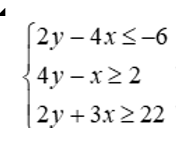 2y − 4x ≤ −6
4y − x ≥ 2
2y + 3x ≥ 22